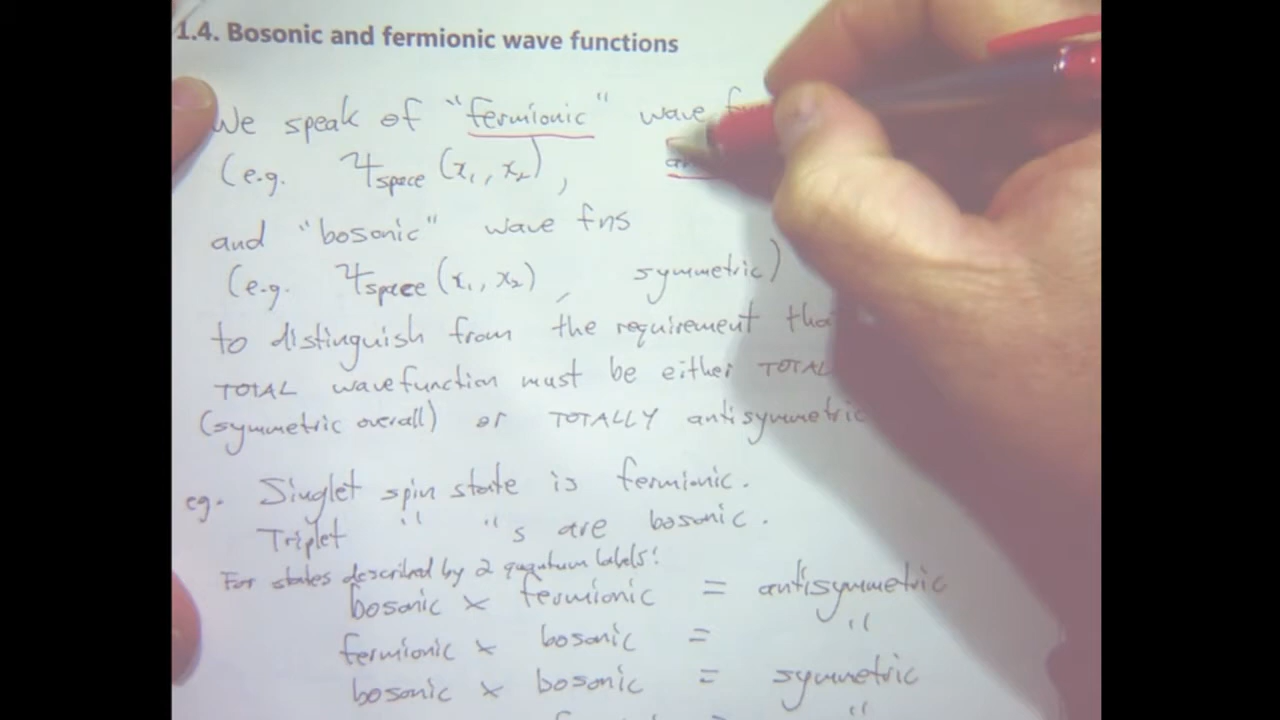 1.4. Bosonic and fermionic wave functions
We speak of "fermionic" wave
(e.g. Ψspace (x₁, x₂),
and "bosonic" wave fns
(e.g. Ψspace (x₁, x₂), symmetric)
to distinguish from the requirement
TOTAL wavefunction must be either TOTAL
(symmetric overall) or TOTALLY antisymmetric
eg. Singlet spin state is fermionic.
Triplet " "s are bosonic.
For states described by 2 quantum labels:
bosonic × fermionic = antisymmetric
fermionic × bosonic = "
bosonic × bosonic = symmetric
"